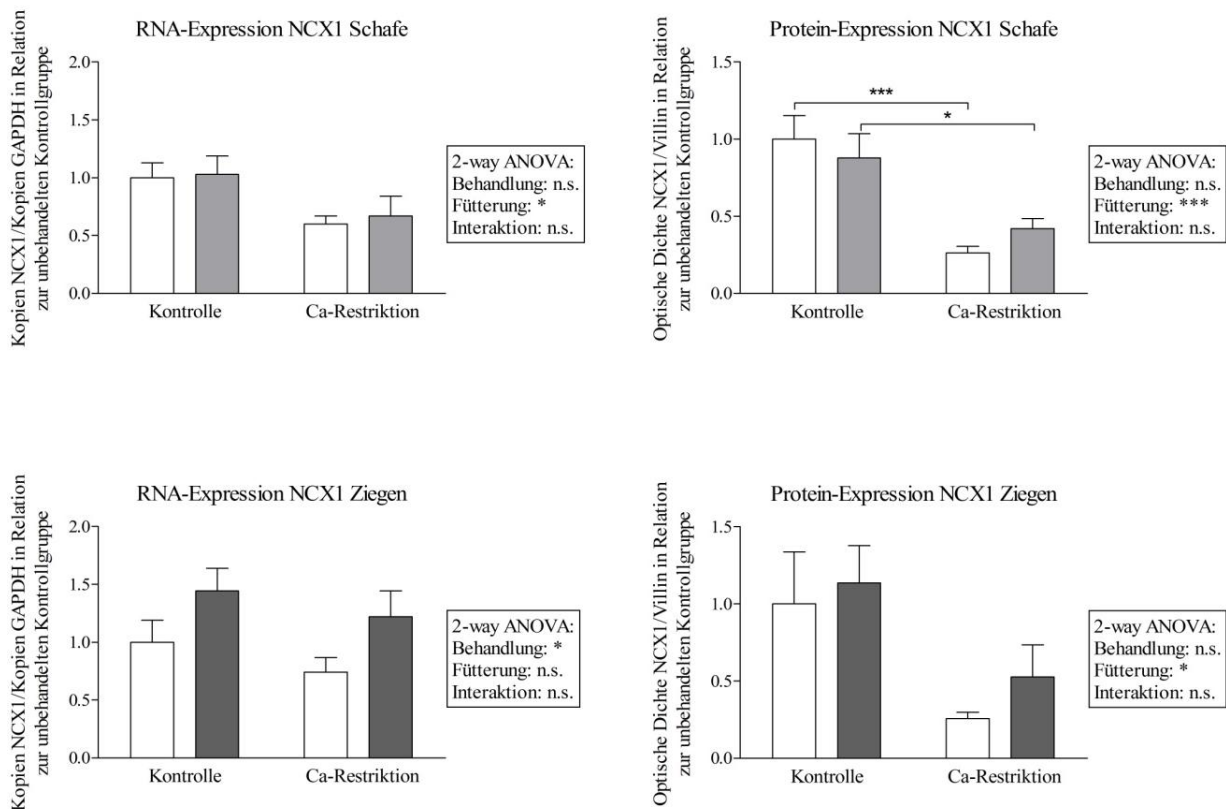 RNA-Expression NCX1 Schafe
Kopien NCX1/Kopien GAPDH in Relation
zur unbehandelten Kontrollgruppe
2.0
1.5
1.0
0.5
0.0
Kontrolle
Ca-Restriktion
2-way ANOVA:
Behandlung: n.s.
Fütterung: *
Interaktion: n.s.
Protein-Expression NCX1 Schafe
Optische Dichte NCX1/Villin in Relation
zur unbehandelten Kontrollgruppe
1.5
1.0
0.5
0.0
***
*
Kontrolle
Ca-Restriktion
2-way ANOVA:
Behandlung: n.s.
Fütterung: ***
Interaktion: n.s.
RNA-Expression NCX1 Ziegen
Kopien NCX1/Kopien GAPDH in Relation
zur unbehandelten Kontrollgruppe
2.0
1.5
1.0
0.5
0.0
Kontrolle
Ca-Restriktion
2-way ANOVA:
Behandlung: *
Fütterung: n.s.
Interaktion: n.s.
Protein-Expression NCX1 Ziegen
Optische Dichte NCX1/Villin in Relation
zur unbehandelten Kontrollgruppe
1.5
1.0
0.5
0.0
Kontrolle
Ca-Restriktion
2-way ANOVA:
Behandlung: n.s.
Fütterung: *
Interaktion: n.s.